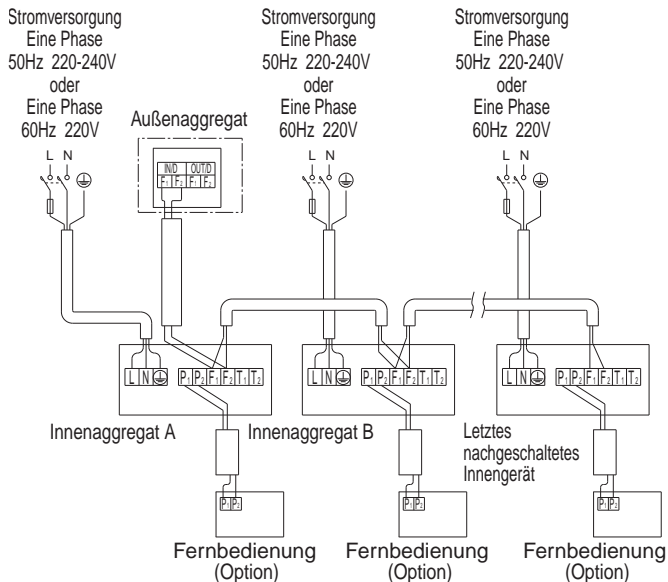 Stromversorgung
Eine Phase
50Hz 220-240V
oder
Eine Phase
60Hz 220V
L N
Außenaggregat
IN/D OUT/D
F1 F2 F1 F2
Stromversorgung
Eine Phase
50Hz 220-240V
oder
Eine Phase
60Hz 220V
L N
Stromversorgung
Eine Phase
50Hz 220-240V
oder
Eine Phase
60Hz 220V
L N
L N P1 P2 F1 F2 T1 T2
L N P1 P2 F1 F2 T1 T2
L N P1 P2 F1 F2 T1 T2
Innenaggregat A
Innenaggregat B
Letztes
nachgeschaltetes
Innengerät
P1 P2
P1 P2
P1 P2
Fernbedienung
(Option)
Fernbedienung
(Option)
Fernbedienung
(Option)